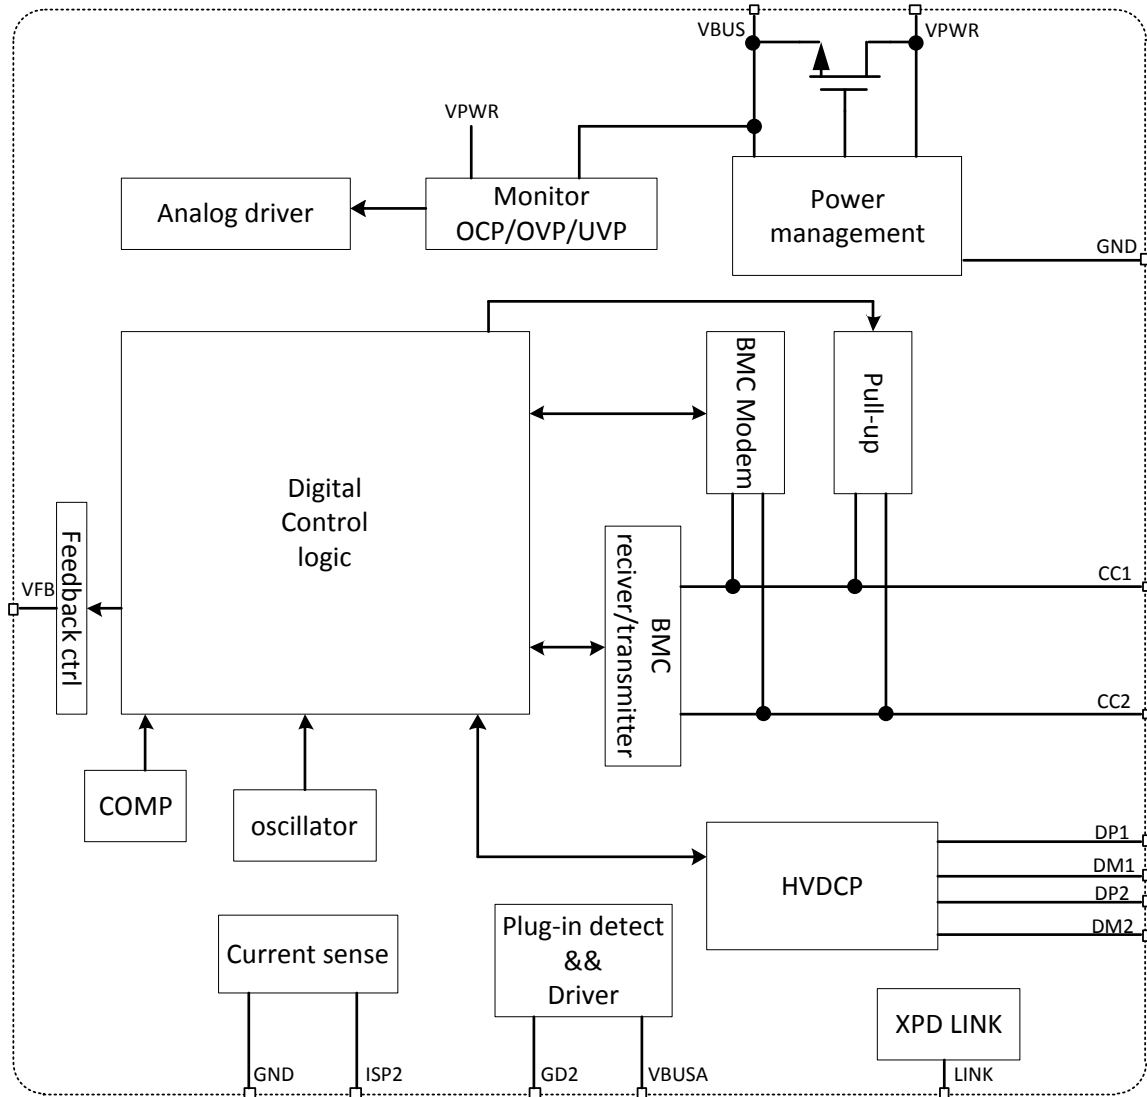 VBUS
VPWR
VPWR
Analog driver
Monitor
OCP/OVP/UVP
Power
management
GND
BMC Modem
Pull-up
Digital
Control
logic
Feedback ctrl
VFB
BMC
reciver/transmitter
CC1
CC2
COMP
oscillator
HVDCP
DP1
DM1
DP2
DM2
Current sense
Plug-in detect
&&
Driver
XPD LINK
GND
ISP2
GD2
VBUSA
LINK